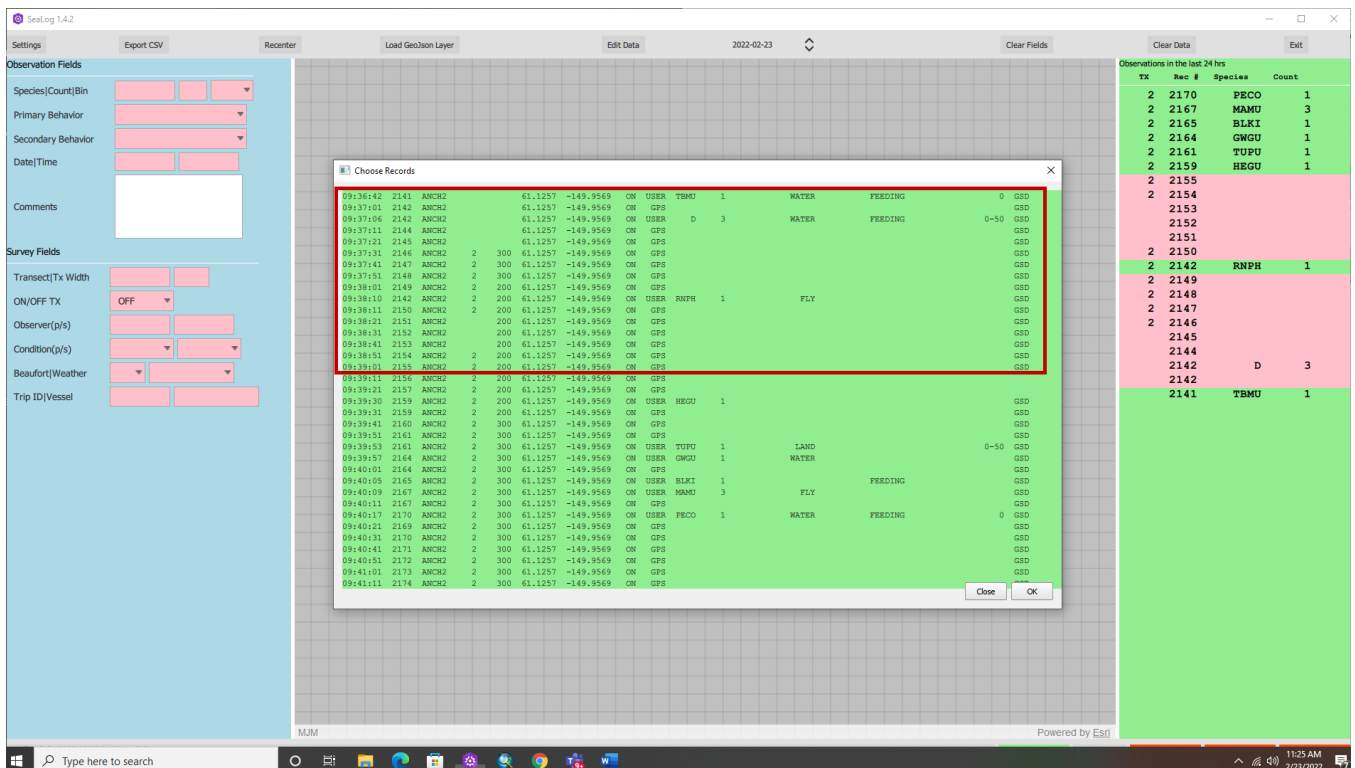 SeaLog 1.4.2
Settings Export CSV Recenter Load GeoJson Layer Edit Data 2022-02-23 Clear Fields Clear Data Exit
Observation Fields
Species|Count|Bin
Primary Behavior
Secondary Behavior
Date|Time
Comments
Survey Fields
Transect|Tx Width
ON/OFF TX OFF
Observer(p/s)
Condition(p/s)
Beaufort|Weather
Trip ID|Vessel
Choose Records
09:36:42 2141 ANCH2 61.1257 -149.9569 ON USER TBMU 1 WATER FEEDING 0 GSD
09:37:01 2142 ANCH2 61.1257 -149.9569 ON GPS GSD
09:37:06 2142 ANCH2 61.1257 -149.9569 ON USER D 3 WATER FEEDING 0-50 GSD
09:37:11 2144 ANCH2 61.1257 -149.9569 ON GPS GSD
09:37:21 2145 ANCH2 61.1257 -149.9569 ON GPS GSD
09:37:31 2146 ANCH2 2 300 61.1257 -149.9569 ON GPS GSD
09:37:41 2147 ANCH2 2 300 61.1257 -149.9569 ON GPS GSD
09:37:51 2148 ANCH2 2 300 61.1257 -149.9569 ON GPS GSD
09:38:01 2149 ANCH2 2 200 61.1257 -149.9569 ON GPS GSD
09:38:10 2142 ANCH2 2 200 61.1257 -149.9569 ON USER RNPH 1 FLY GSD
09:38:11 2150 ANCH2 2 200 61.1257 -149.9569 ON GPS GSD
09:38:21 2151 ANCH2 200 61.1257 -149.9569 ON GPS GSD
09:38:31 2152 ANCH2 200 61.1257 -149.9569 ON GPS GSD
09:38:41 2153 ANCH2 200 61.1257 -149.9569 ON GPS GSD
09:38:51 2154 ANCH2 2 200 61.1257 -149.9569 ON GPS GSD
09:39:01 2155 ANCH2 2 200 61.1257 -149.9569 ON GPS GSD
09:39:11 2156 ANCH2 2 200 61.1257 -149.9569 ON GPS
09:39:21 2157 ANCH2 2 200 61.1257 -149.9569 ON GPS
09:39:30 2159 ANCH2 2 200 61.1257 -149.9569 ON USER HEGU 1 GSD
09:39:31 2159 ANCH2 2 300 61.1257 -149.9569 ON GPS GSD
09:39:41 2160 ANCH2 2 300 61.1257 -149.9569 ON GPS GSD
09:39:51 2161 ANCH2 2 300 61.1257 -149.9569 ON GPS GSD
09:39:53 2161 ANCH2 2 300 61.1257 -149.9569 ON USER TUPU 1 LAND 0-50 GSD
09:39:57 2164 ANCH2 2 300 61.1257 -149.9569 ON USER GWGU 1 WATER GSD
09:40:01 2164 ANCH2 2 300 61.1257 -149.9569 ON GPS GSD
09:40:05 2165 ANCH2 2 300 61.1257 -149.9569 ON USER BLKI 1 FEEDING GSD
09:40:09 2167 ANCH2 2 300 61.1257 -149.9569 ON USER MAMU 3 FLY GSD
09:40:11 2167 ANCH2 2 300 61.1257 -149.9569 ON GPS GSD
09:40:17 2170 ANCH2 2 300 61.1257 -149.9569 ON USER PECO 1 WATER FEEDING 0 GSD
09:40:21 2169 ANCH2 2 300 61.1257 -149.9569 ON GPS GSD
09:40:31 2170 ANCH2 2 300 61.1257 -149.9569 ON GPS GSD
09:40:41 2171 ANCH2 2 300 61.1257 -149.9569 ON GPS GSD
09:40:51 2172 ANCH2 2 300 61.1257 -149.9569 ON GPS GSD
09:41:01 2173 ANCH2 2 300 61.1257 -149.9569 ON GPS GSD
09:41:11 2174 ANCH2 2 300 61.1257 -149.9569 ON GPS
Close OK
MJM
Powered by Esri
Observations in the last 24 hrs
TX Rec # Species Count
2 2170 PECO 1
2 2167 MAMU 3
2 2165 BLKI 1
2 2164 GWGU 1
2 2161 TUPU 1
2 2159 HEGU 1
2 2155
2 2154
2153
2152
2151
2 2150
2 2142 RNPH 1
2 2149
2 2148
2 2147
2 2146
2145
2144
2142 D 3
2142
2141 TBMU 1
Type here to search
9+
11:25 AM
2/23/2022